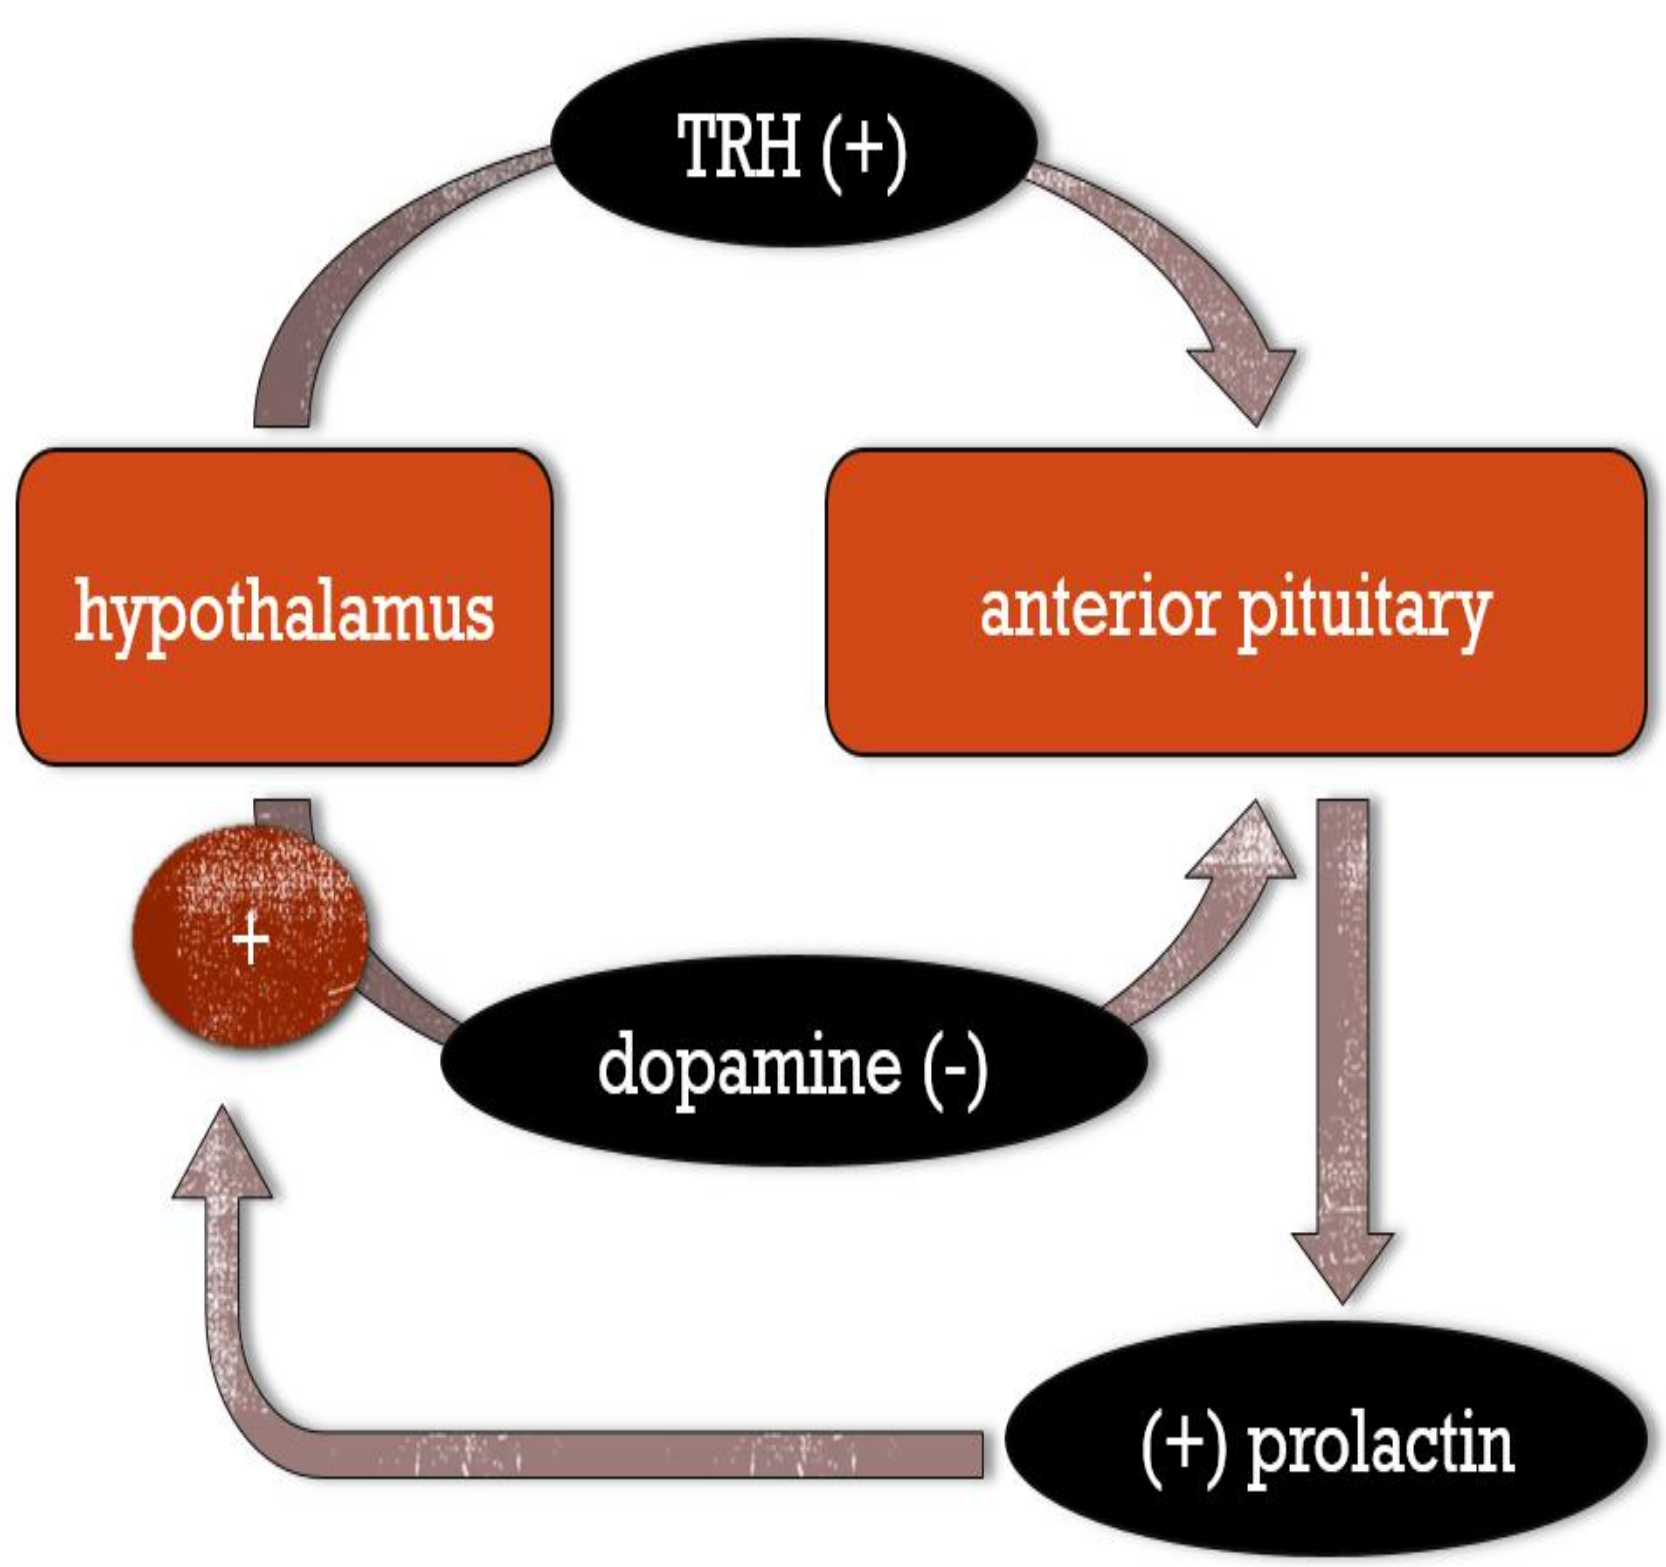 TRH (+)
hypothalamus
anterior pituitary
+
dopamine (-)
(+) prolactin